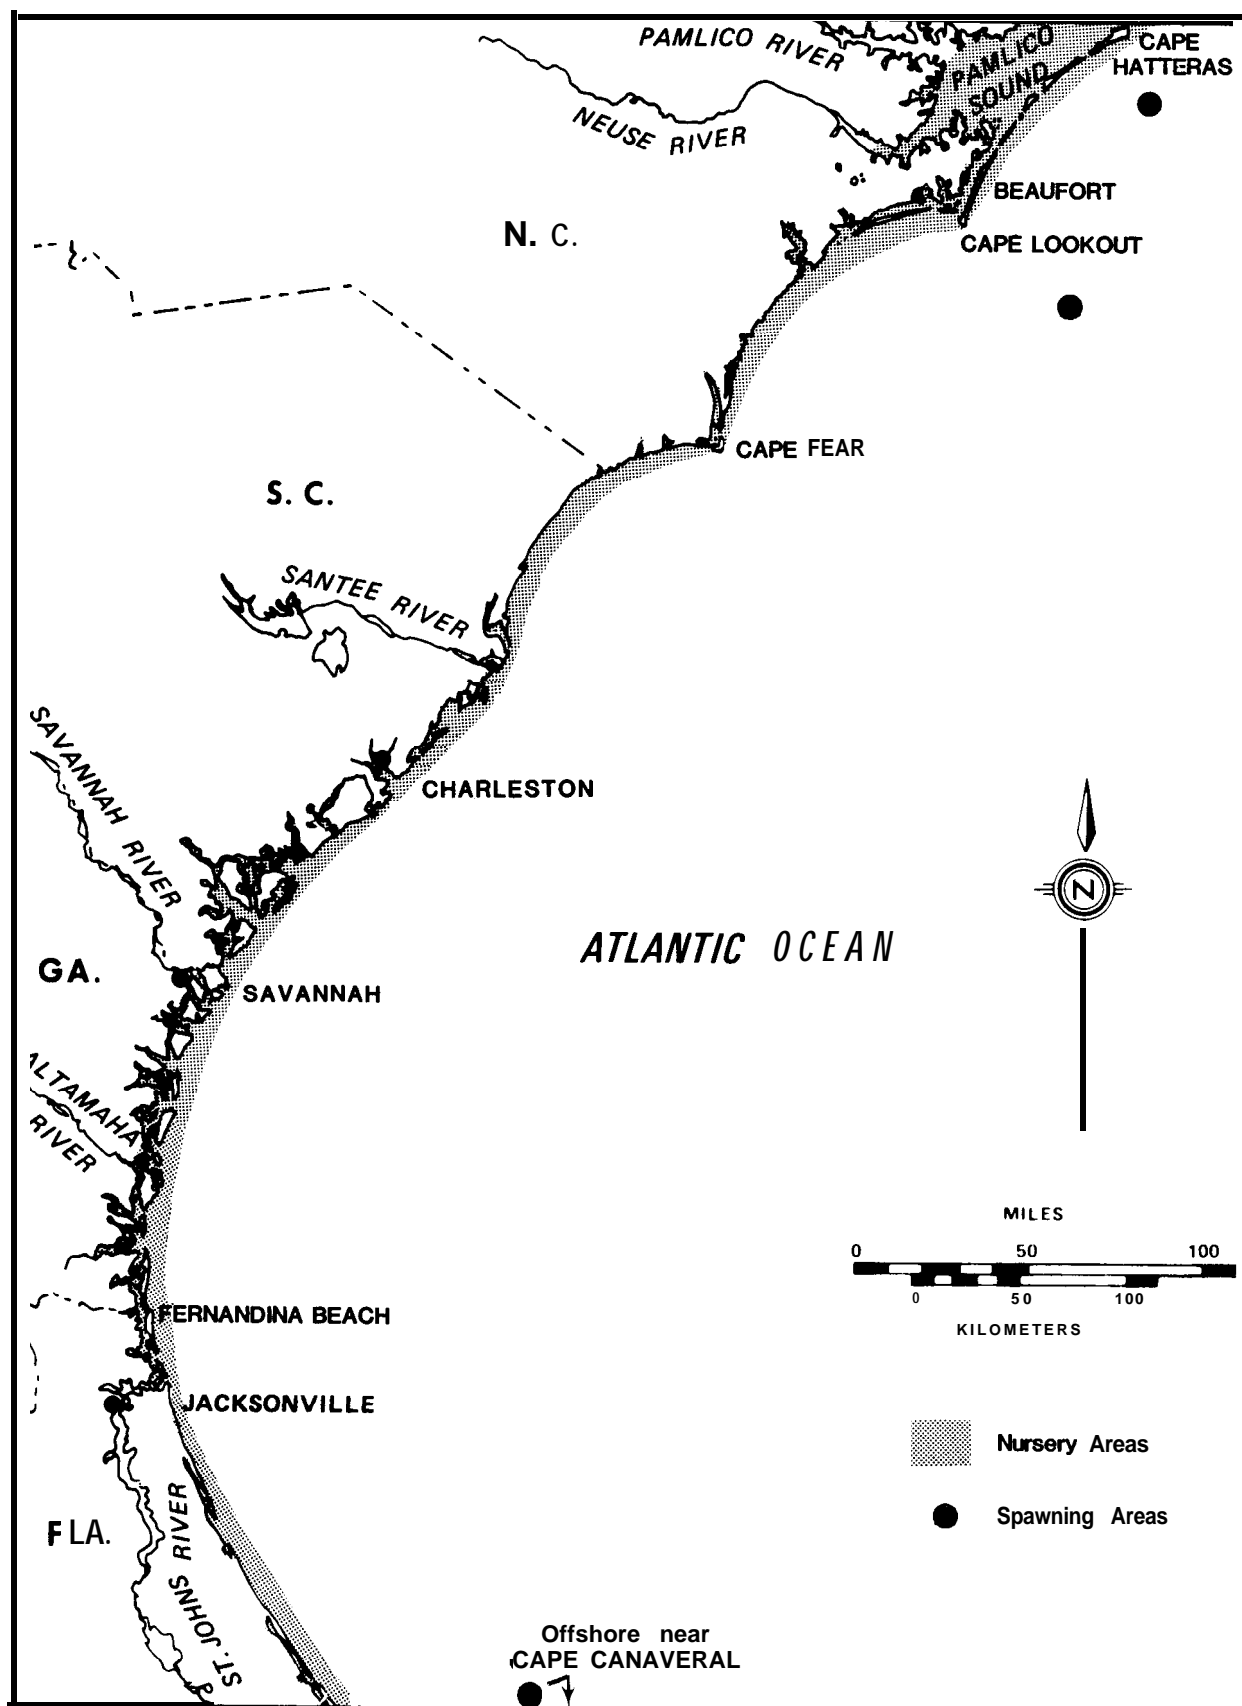 PAMLICO RIVER
PAMLICO
SOUND
CAPE
HATTERAS
NEUSE RIVER
BEAUFORT
N. C.
CAPE LOOKOUT
CAPE FEAR
S. C.
SANTEE RIVER
SAVANNAH RIVER
CHARLESTON
N
ATLANTIC OCEAN
GA.
SAVANNAH
ALTAMAHA
RIVER
MILES
0 50 100
0 50 100
KILOMETERS
FERNANDINA BEACH
JACKSONVILLE
Nursery Areas
Spawning Areas
FLA.
ST. JOHNS RIVER
Offshore near
CAPE CANAVERAL